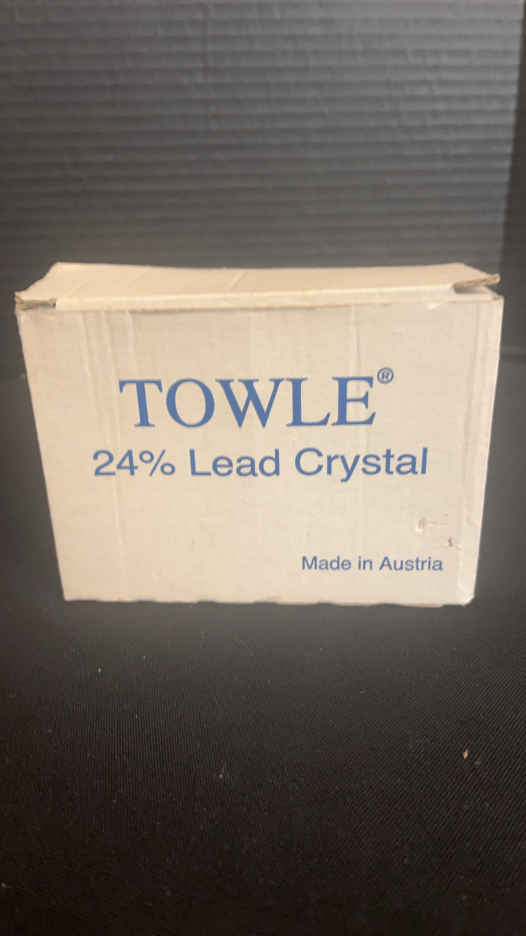 TOWLE®
24% Lead Crystal
Made in Austria